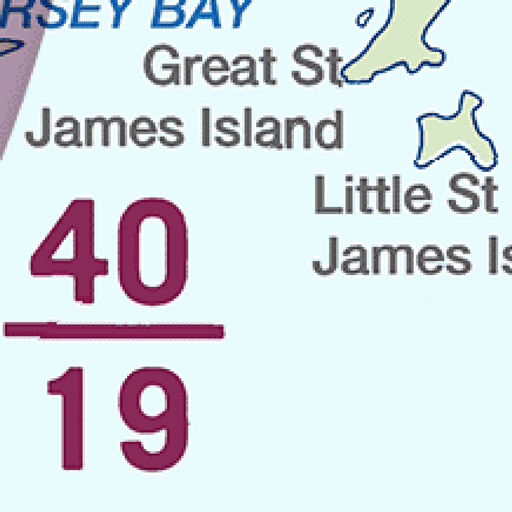 RSEY BAY
Great St
James Island
Little St
James Is
40
19